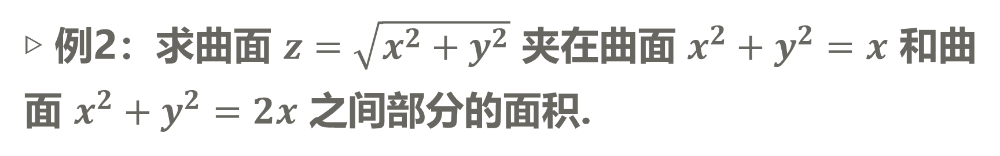 ▷ 例2：求曲面 z = √(x² + y²) 夹在曲面 x² + y² = x 和曲
面 x² + y² = 2x 之间部分的面积.